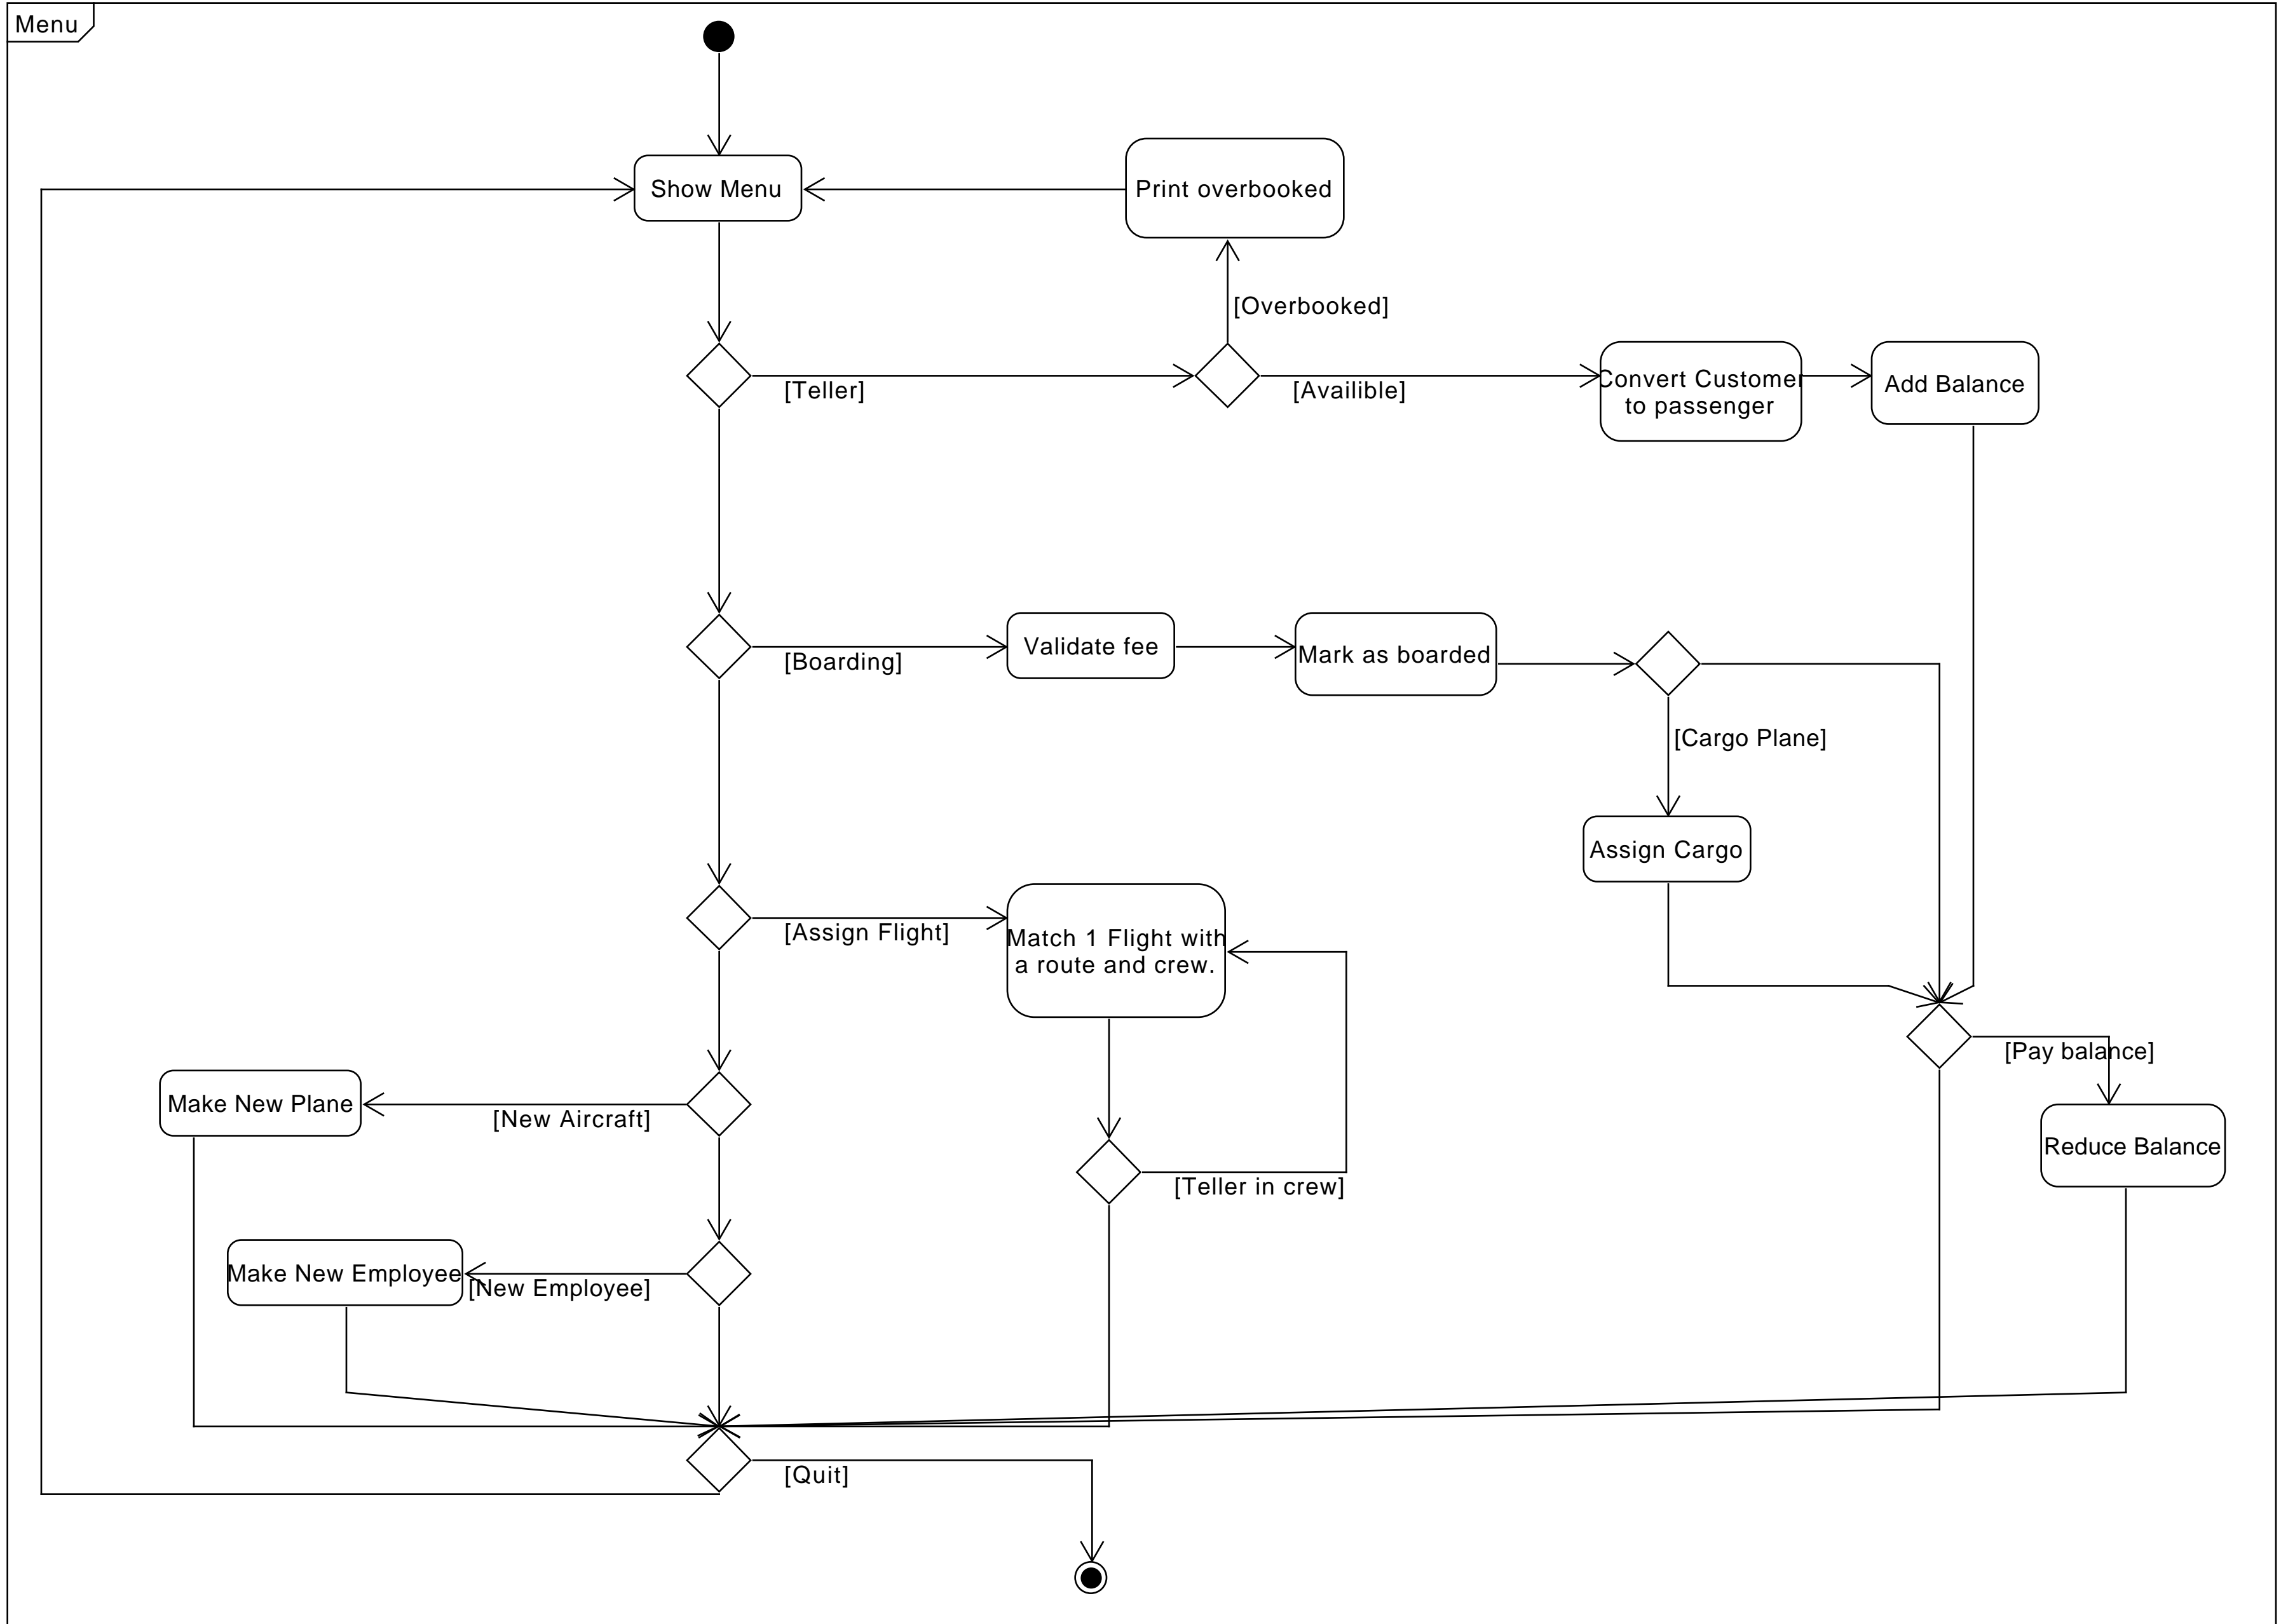 Menu
Show Menu
Print overbooked
[Overbooked]
[Teller]
[Availible]
Convert Customer
to passenger
Add Balance
[Boarding]
Validate fee
Mark as boarded
[Cargo Plane]
Assign Cargo
[Assign Flight]
Match 1 Flight with
a route and crew.
[Pay balance]
Make New Plane
[New Aircraft]
Reduce Balance
[Teller in crew]
Make New Employee
[New Employee]
[Quit]